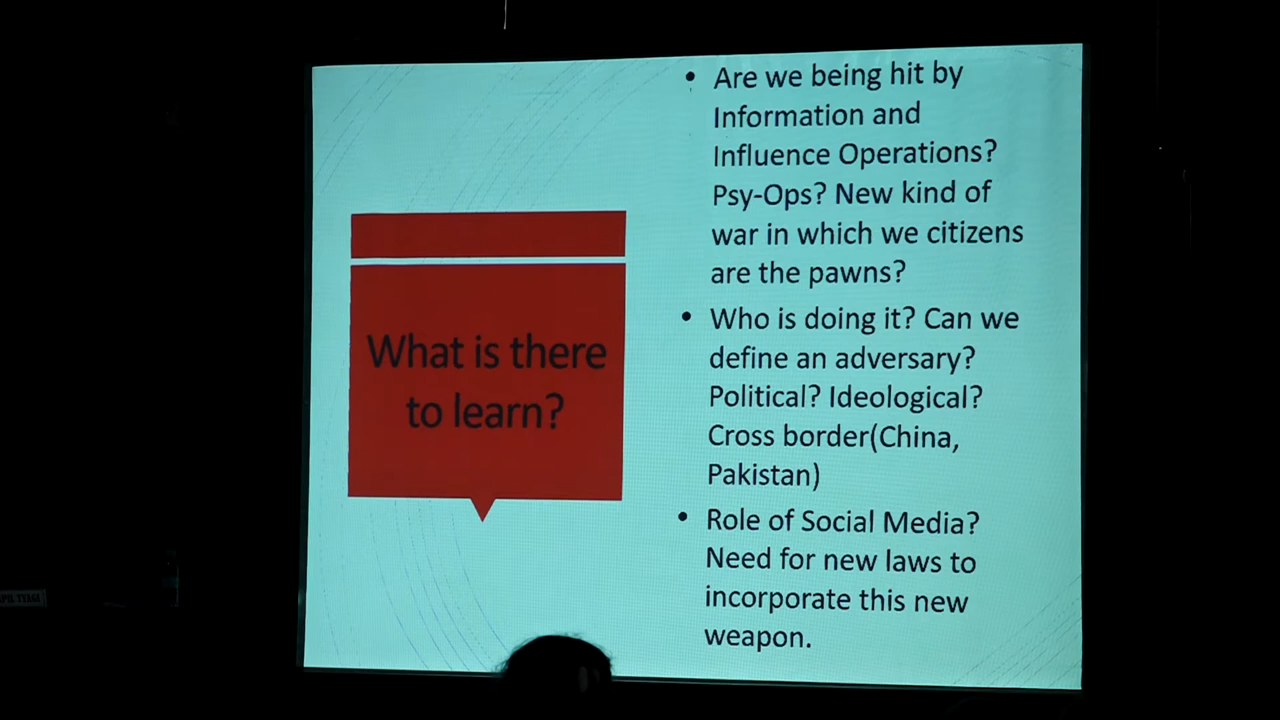 What is there
to learn?
• Are we being hit by
Information and
Influence Operations?
Psy-Ops? New kind of
war in which we citizens
are the pawns?
• Who is doing it? Can we
define an adversary?
Political? Ideological?
Cross border(China,
Pakistan)
• Role of Social Media?
Need for new laws to
incorporate this new
weapon.